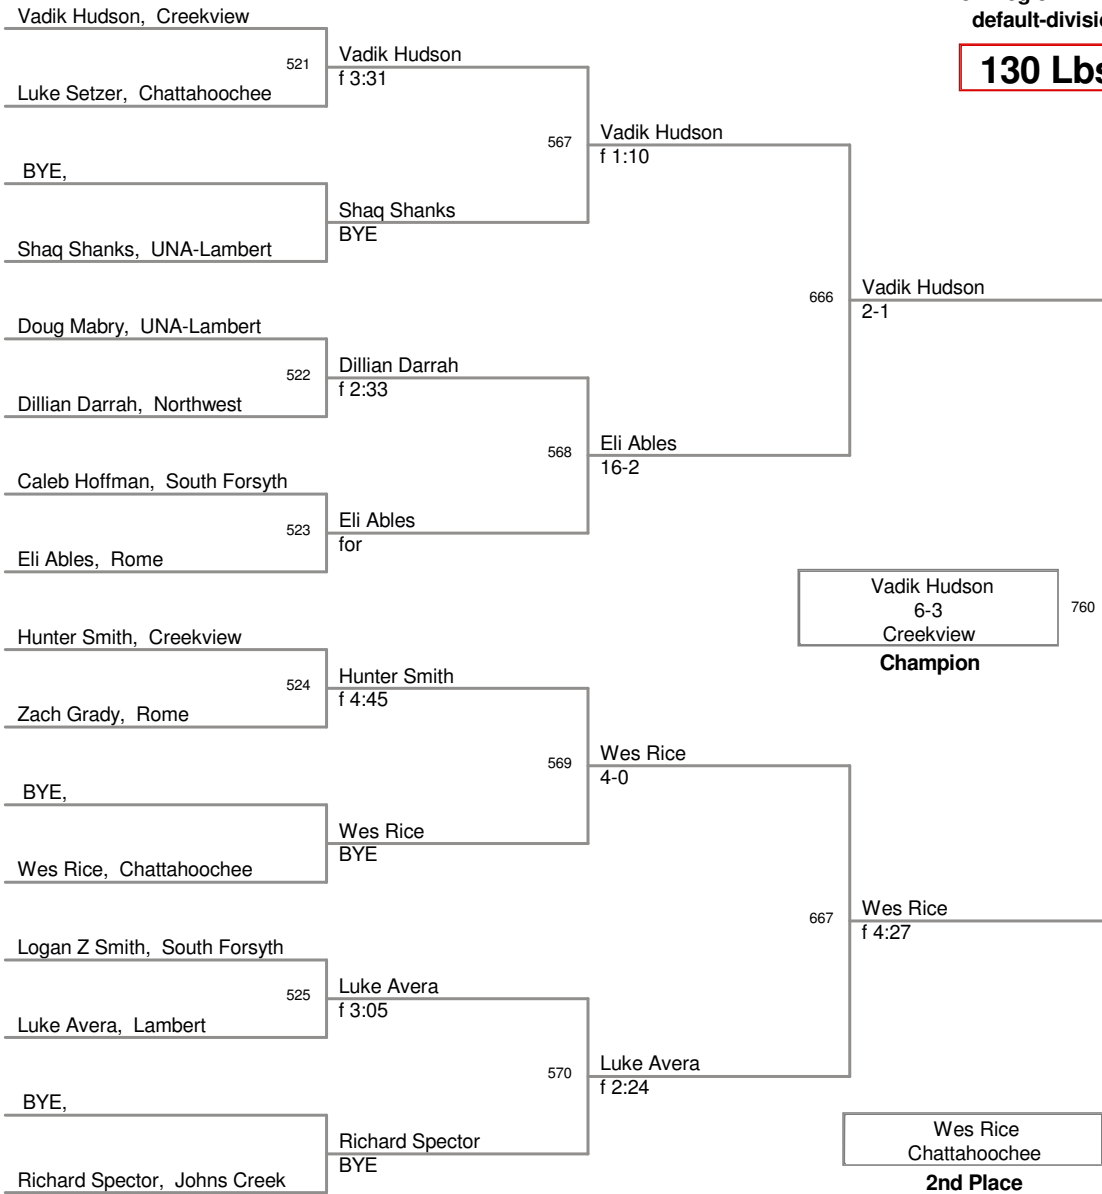 default-divisi
130 Lbs
Vadik Hudson, Creekview
521
Vadik Hudson
f 3:31
Luke Setzer, Chattahoochee
567
Vadik Hudson
f 1:10
BYE,
Shaq Shanks
BYE
Shaq Shanks, UNA-Lambert
666
Vadik Hudson
2-1
Doug Mabry, UNA-Lambert
522
Dillian Darrah
f 2:33
Dillian Darrah, Northwest
568
Eli Ables
16-2
Caleb Hoffman, South Forsyth
523
Eli Ables
for
Eli Ables, Rome
Vadik Hudson
6-3
Creekview
760
Champion
Hunter Smith, Creekview
524
Hunter Smith
f 4:45
Zach Grady, Rome
569
Wes Rice
4-0
BYE,
Wes Rice
BYE
Wes Rice, Chattahoochee
667
Wes Rice
f 4:27
Logan Z Smith, South Forsyth
525
Luke Avera
f 3:05
Luke Avera, Lambert
570
Luke Avera
f 2:24
BYE,
Richard Spector
BYE
Richard Spector, Johns Creek
Wes Rice
Chattahoochee
2nd Place